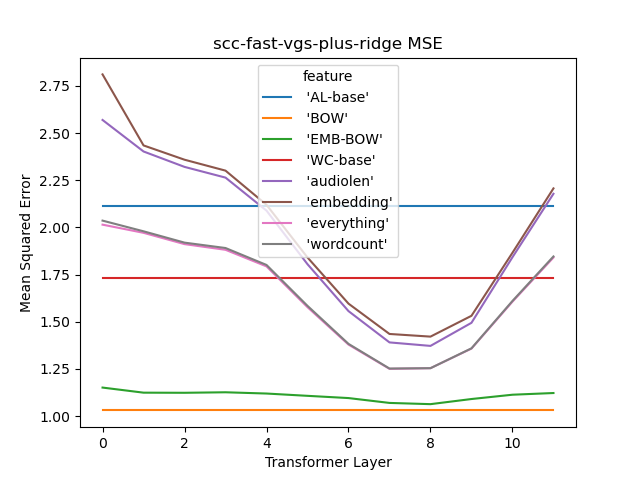 scc-fast-vgs-plus-ridge MSE
Mean Squared Error
2.75
2.50
2.25
2.00
1.75
1.50
1.25
1.00
feature
'AL-base'
'BOW'
'EMB-BOW'
'WC-base'
'audiolen'
'embedding'
'everything'
'wordcount'
0 2 4 6 8 10
Transformer Layer